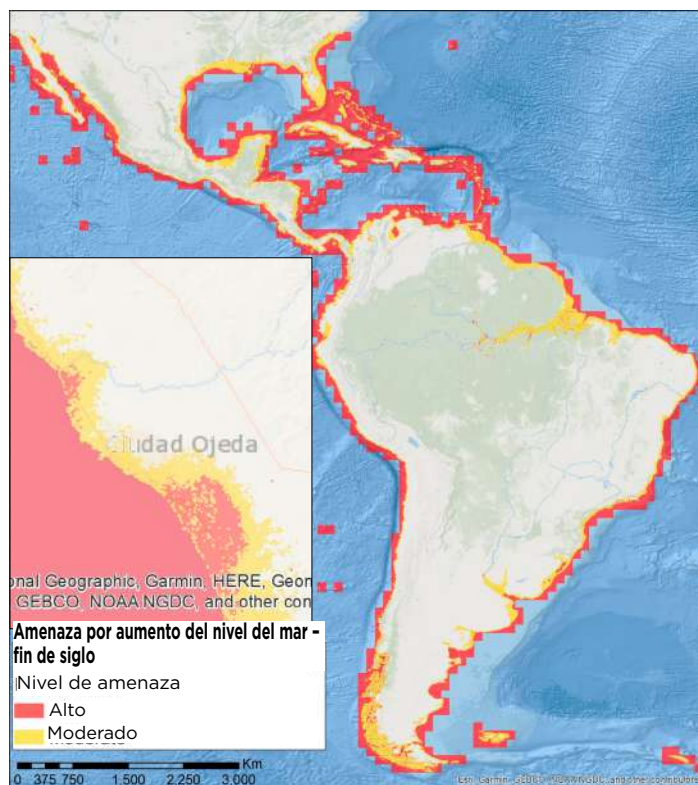 Ciudad Ojeda
onal Geographic, Garmin, HERE, Geon
GEBCO, NOAA NGDC, and other con
Amenaza por aumento del nivel del mar –
fin de siglo
Nivel de amenaza
Alto
Moderado
Km
0 375 750 1.500 2.250 3.000
Esri, Garmin, GEBCO, NOAA NGDC, and other contributors